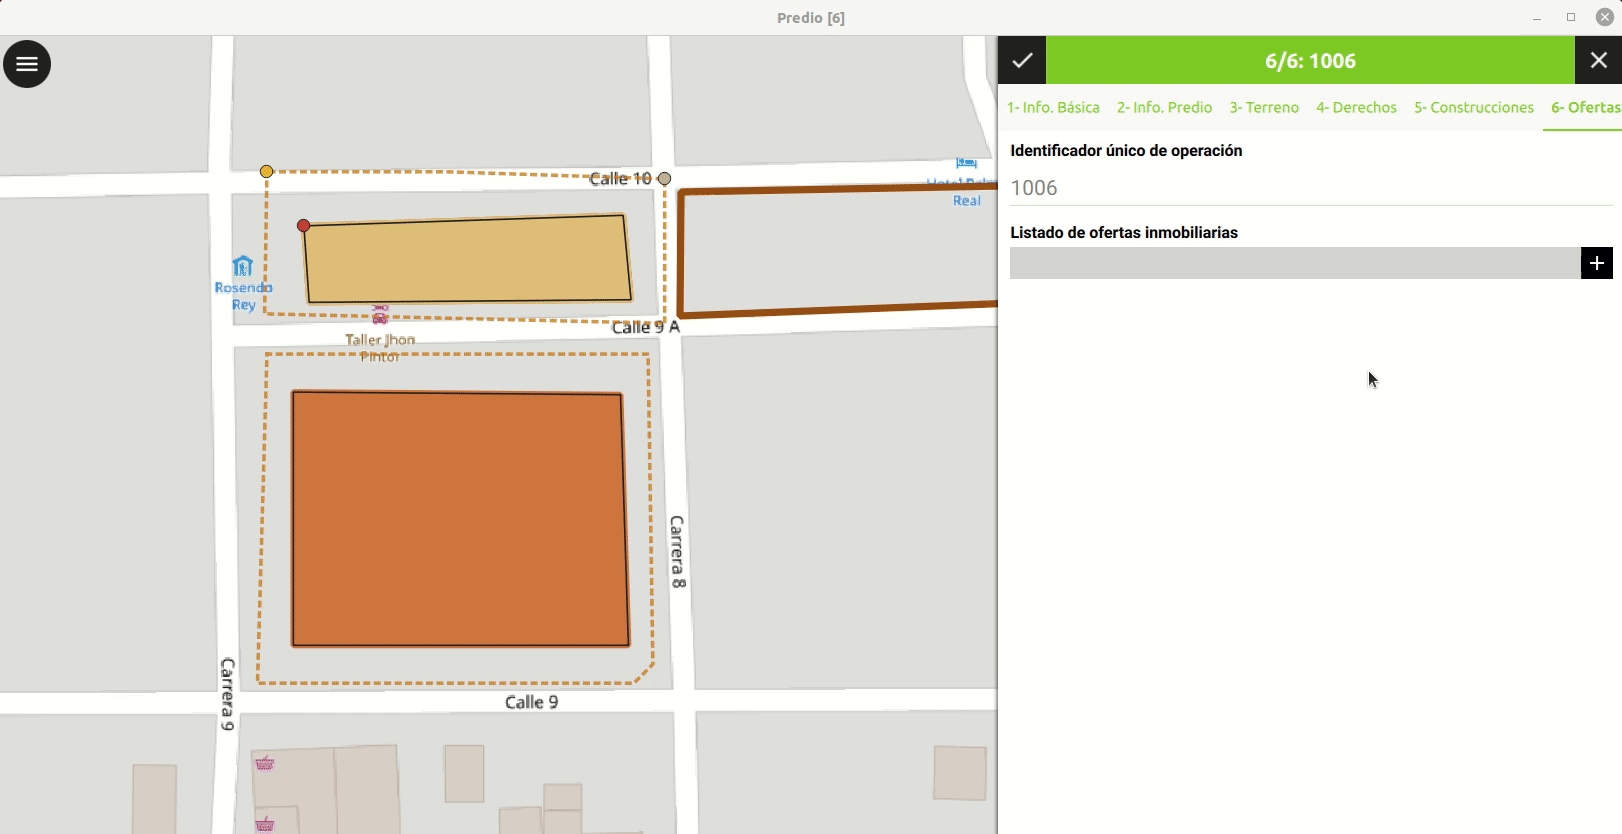 Predio [6]
6/6: 1006
1- Info. Básica 2- Info. Predio 3- Terreno 4- Derechos 5- Construcciones 6- Ofertas
Identificador único de operación
1006
Listado de ofertas inmobiliarias
Calle 10
Real
Rosendo
Rey
Calle 9 A
Taller Jhon
Pintor
Carrera 8
Carrera 9
Calle 9